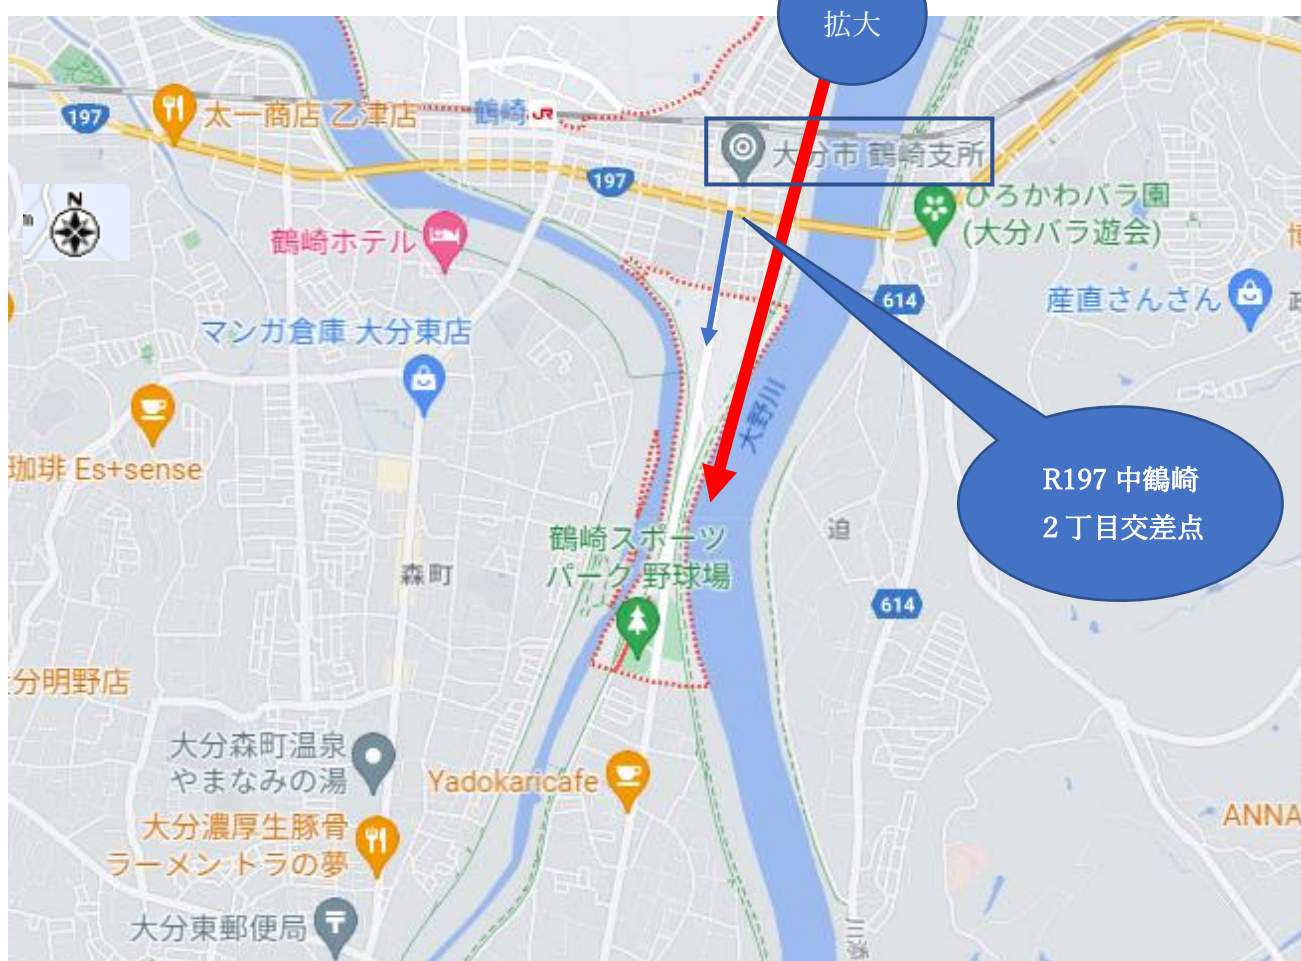 拡大
197
太一商店 乙津店
鶴崎
JR
大分市 鶴崎支所
197
N
ひろかわバラ園
(大分バラ遊会)
鶴崎ホテル
614
産直さんさん
マンガ倉庫 大分東店
大野川
珈琲 Es+sense
R197 中鶴崎
２丁目交差点
鶴崎スポーツ
パーク 野球場
迫
森町
614
分明野店
大分森町温泉
やまなみの湯
Yadokaricafe
大分濃厚生豚骨
ラーメン トラの夢
ANNA
大分東郵便局
川添